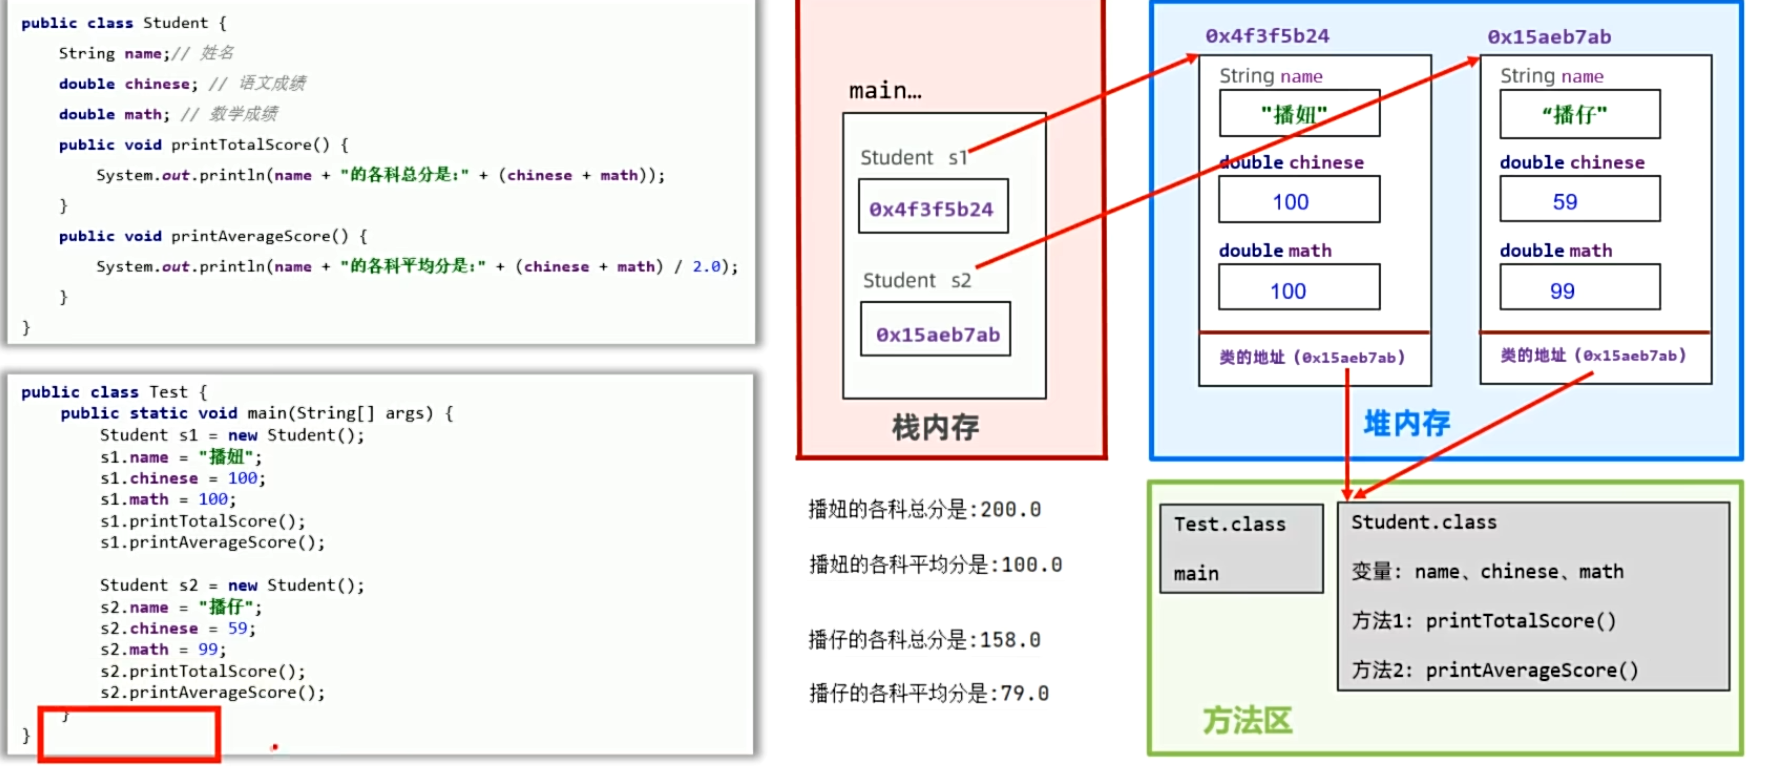 public class Student {
String name;// 姓名
double chinese; // 语文成绩
double math; // 数学成绩
public void printTotalScore() {
System.out.println(name + "的各科总分是:" + (chinese + math));
}
public void printAverageScore() {
System.out.println(name + "的各科平均分是:" + (chinese + math) / 2.0);
}
}
public class Test {
public static void main(String[] args) {
Student s1 = new Student();
s1.name = "播妞";
s1.chinese = 100;
s1.math = 100;
s1.printTotalScore();
s1.printAverageScore();
Student s2 = new Student();
s2.name = "播仔";
s2.chinese = 59;
s2.math = 99;
s2.printTotalScore();
s2.printAverageScore();
}
}
main…
Student s1
0x4f3f5b24
Student s2
0x15aeb7ab
栈内存
0x4f3f5b24
String name
"播妞"
double chinese
100
double math
100
类的地址（0x15aeb7ab）
0x15aeb7ab
String name
“播仔”
double chinese
59
double math
99
类的地址（0x15aeb7ab）
堆内存
播妞的各科总分是:200.0
播妞的各科平均分是:100.0
播仔的各科总分是:158.0
播仔的各科平均分是:79.0
Test.class
main
Student.class
变量: name、chinese、math
方法1: printTotalScore()
方法2: printAverageScore()
方法区